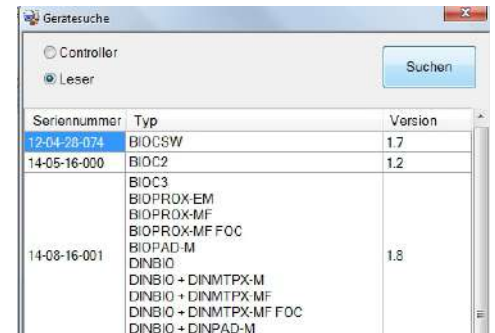 Gerätesuche
Controller
Leser
Suchen
Seriennummer Typ Version
12-04-28-074 BIOCSW 1.7
14-05-16-000 BIOC2 1.2
BIOC3
BIOPROX-EM
BIOPROX-MF
BIOPROX-MF FOC
BIOPAD-M
14-08-16-001 DINBIO 1.8
DINBIO + DINMTPX-M
DINBIO + DINMTPX-MF
DINBIO + DINMTPX-MF FOC
DINBIO + DINPAD-M